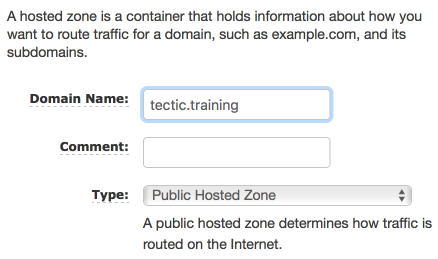 A hosted zone is a container that holds information about how you
want to route traffic for a domain, such as example.com, and its
subdomains.
Domain Name: tectic.training
Comment:
Type: Public Hosted Zone
A public hosted zone determines how traffic is
routed on the Internet.